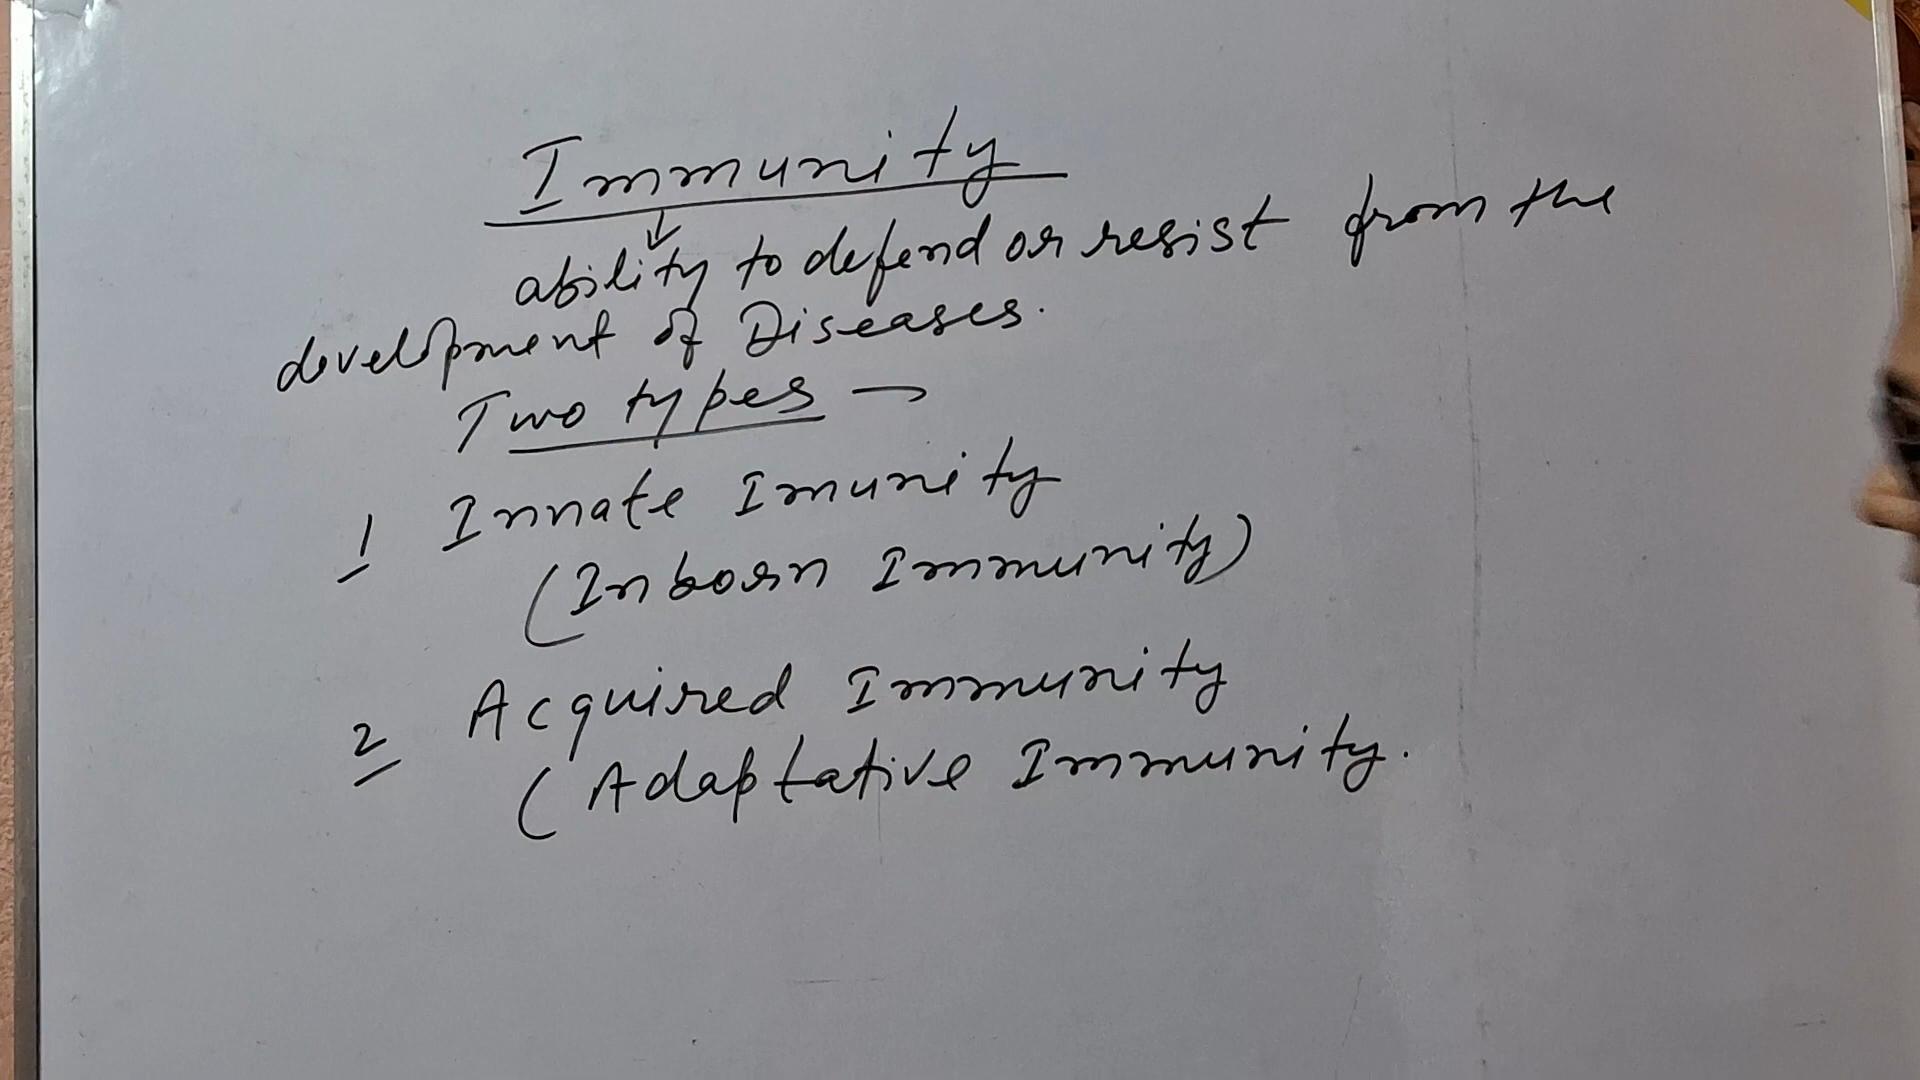 Immunity
ability to defend or resist from the
development of Diseases.
Two types →
1 Innate Imunity
(Inborn Immunity)
2 Acquired Immunity
(Adaptative Immunity.